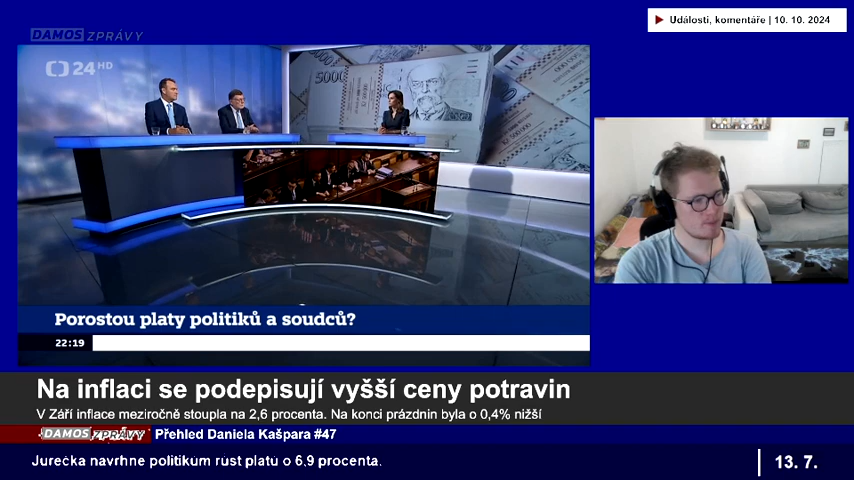 Události, komentáře | 10. 10. 2024
DAMOS ZPRÁVY
24 HD
Porostou platy politiků a soudců?
22:19
Na inflaci se podepisují vyšší ceny potravin
V Září inflace meziročně stoupla na 2,6 procenta. Na konci prázdnin byla o 0,4% nižší
DAMOS ZPRÁVY Přehled Daniela Kašpara #47
Jurečka navrhne politikům růst platů o 6,9 procenta.
13. 7.